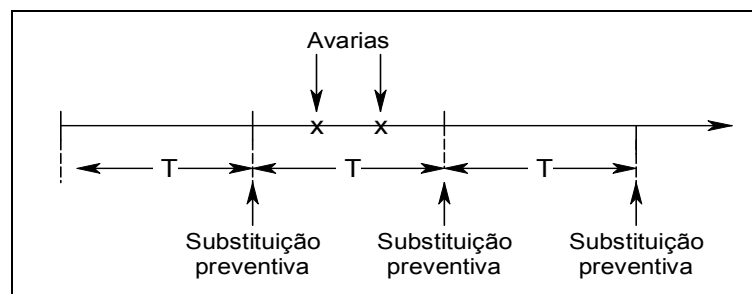 Avarias
x x
T T T
Substituição Substituição Substituição
preventiva preventiva preventiva